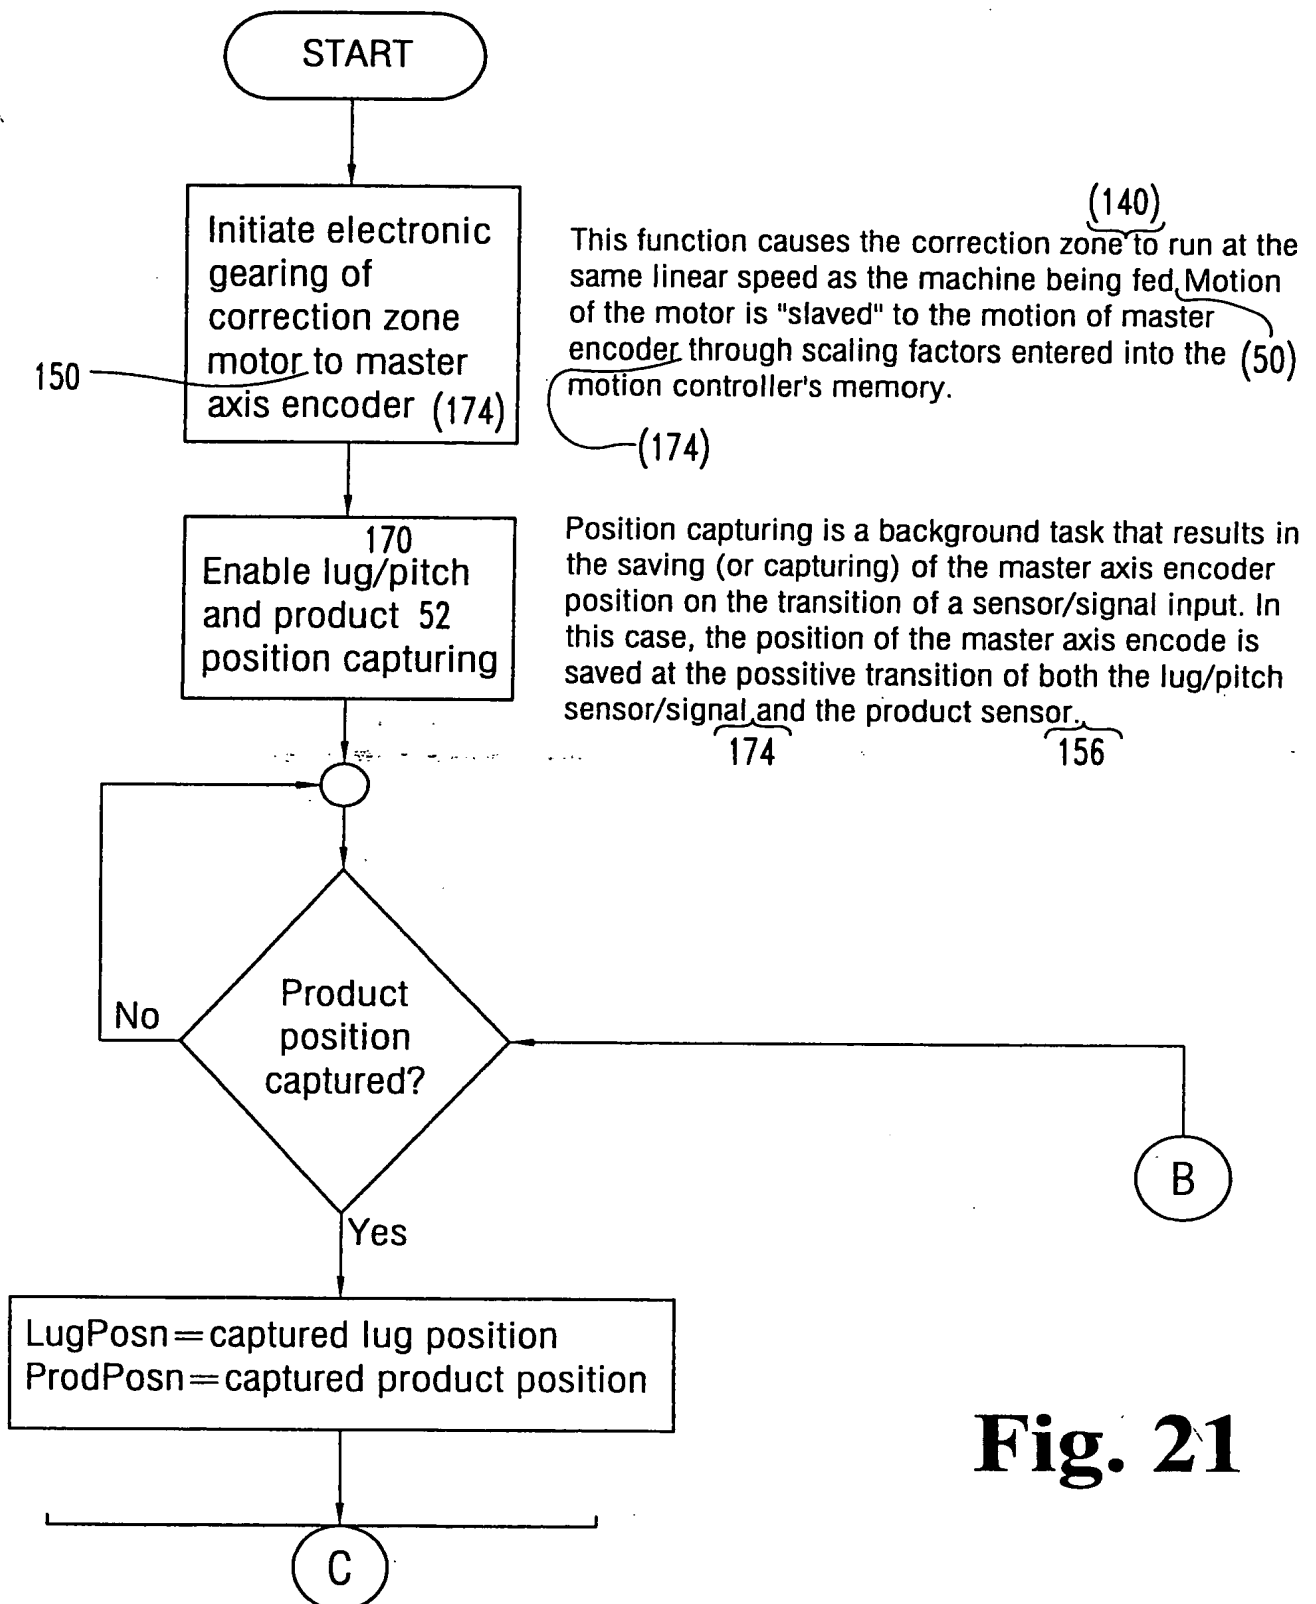 START
Initiate electronic
gearing of
correction zone
motor to master
axis encoder (174)
150
(140)
This function causes the correction zone to run at the
same linear speed as the machine being fed. Motion
of the motor is "slaved" to the motion of master
encoder through scaling factors entered into the
motion controller's memory.
(50)
(174)
170
Enable lug/pitch
and product 52
position capturing
Position capturing is a background task that results in
the saving (or capturing) of the master axis encoder
position on the transition of a sensor/signal input. In
this case, the position of the master axis encode is
saved at the possitive transition of both the lug/pitch
sensor/signal and the product sensor.
174
156
Product
position
captured?
No
Yes
B
LugPosn=captured lug position
ProdPosn=captured product position
C
Fig. 21